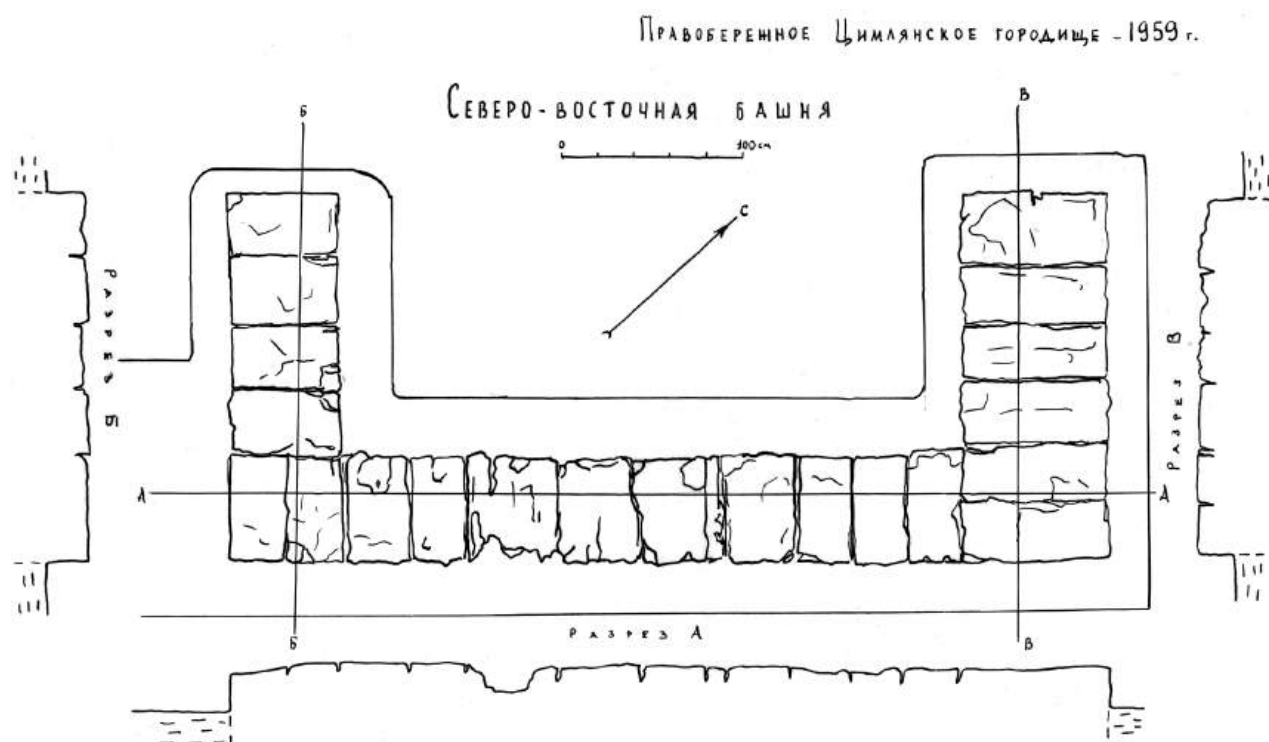 Правобережное Цимлянское городище - 1959 г.
Северо-восточная башня
0 100 см
Б
В
С
Разрез Б
Разрез В
А
А
Б
Разрез А
В